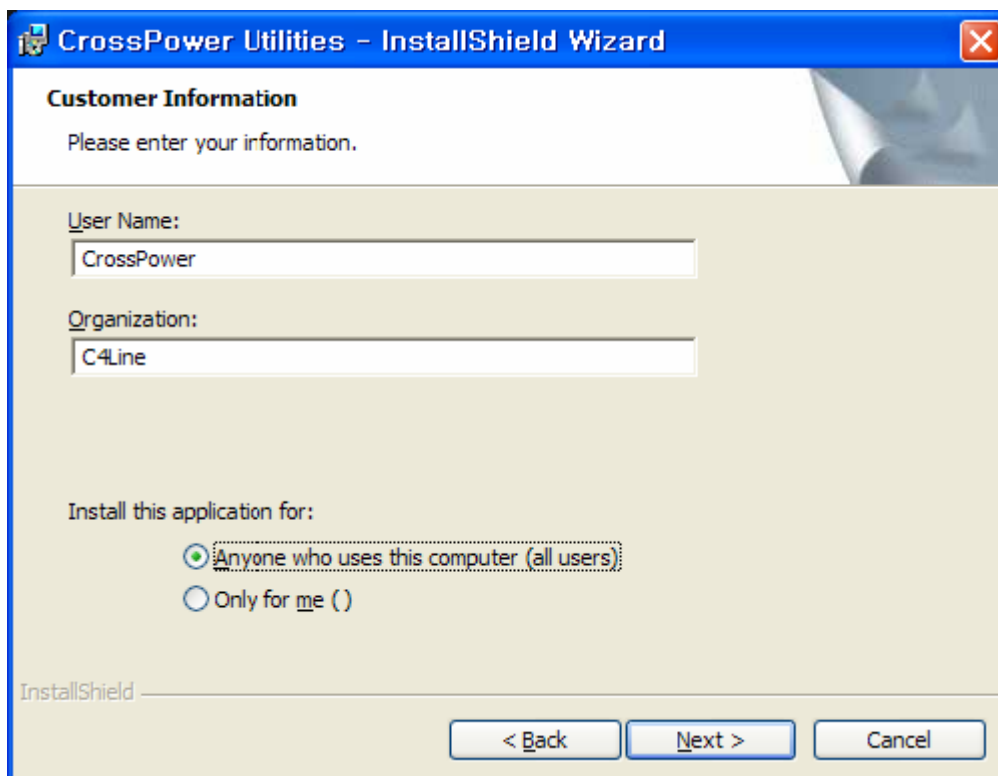 CrossPower Utilities - InstallShield Wizard
Customer Information
Please enter your information.
User Name:
CrossPower
Organization:
C4Line
Install this application for:
Anyone who uses this computer (all users)
Only for me ( )
InstallShield
< Back
Next >
Cancel